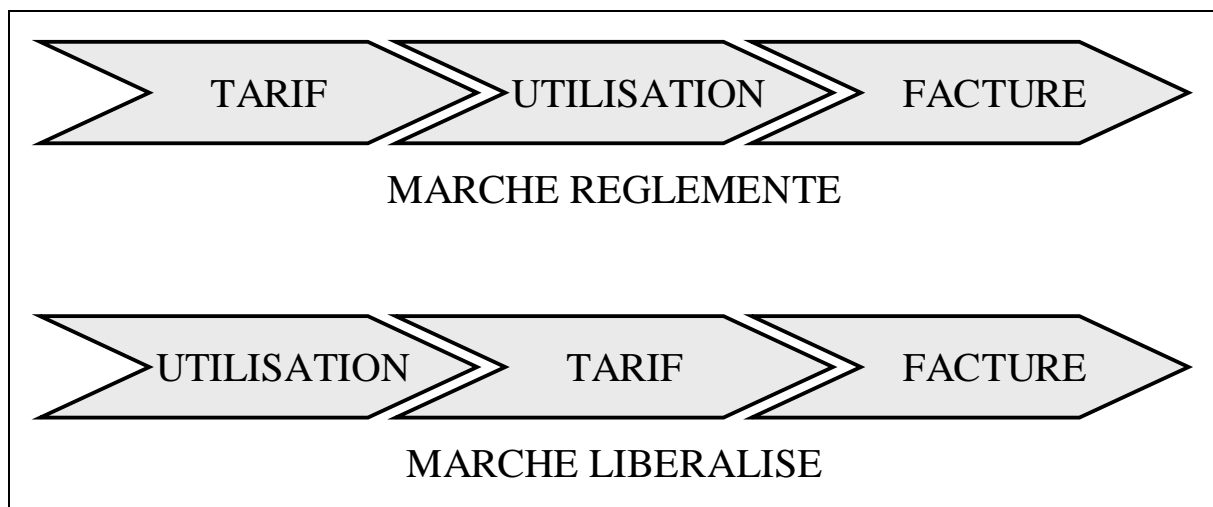 TARIF UTILISATION FACTURE
MARCHE REGLEMENTE
UTILISATION TARIF FACTURE
MARCHE LIBERALISE